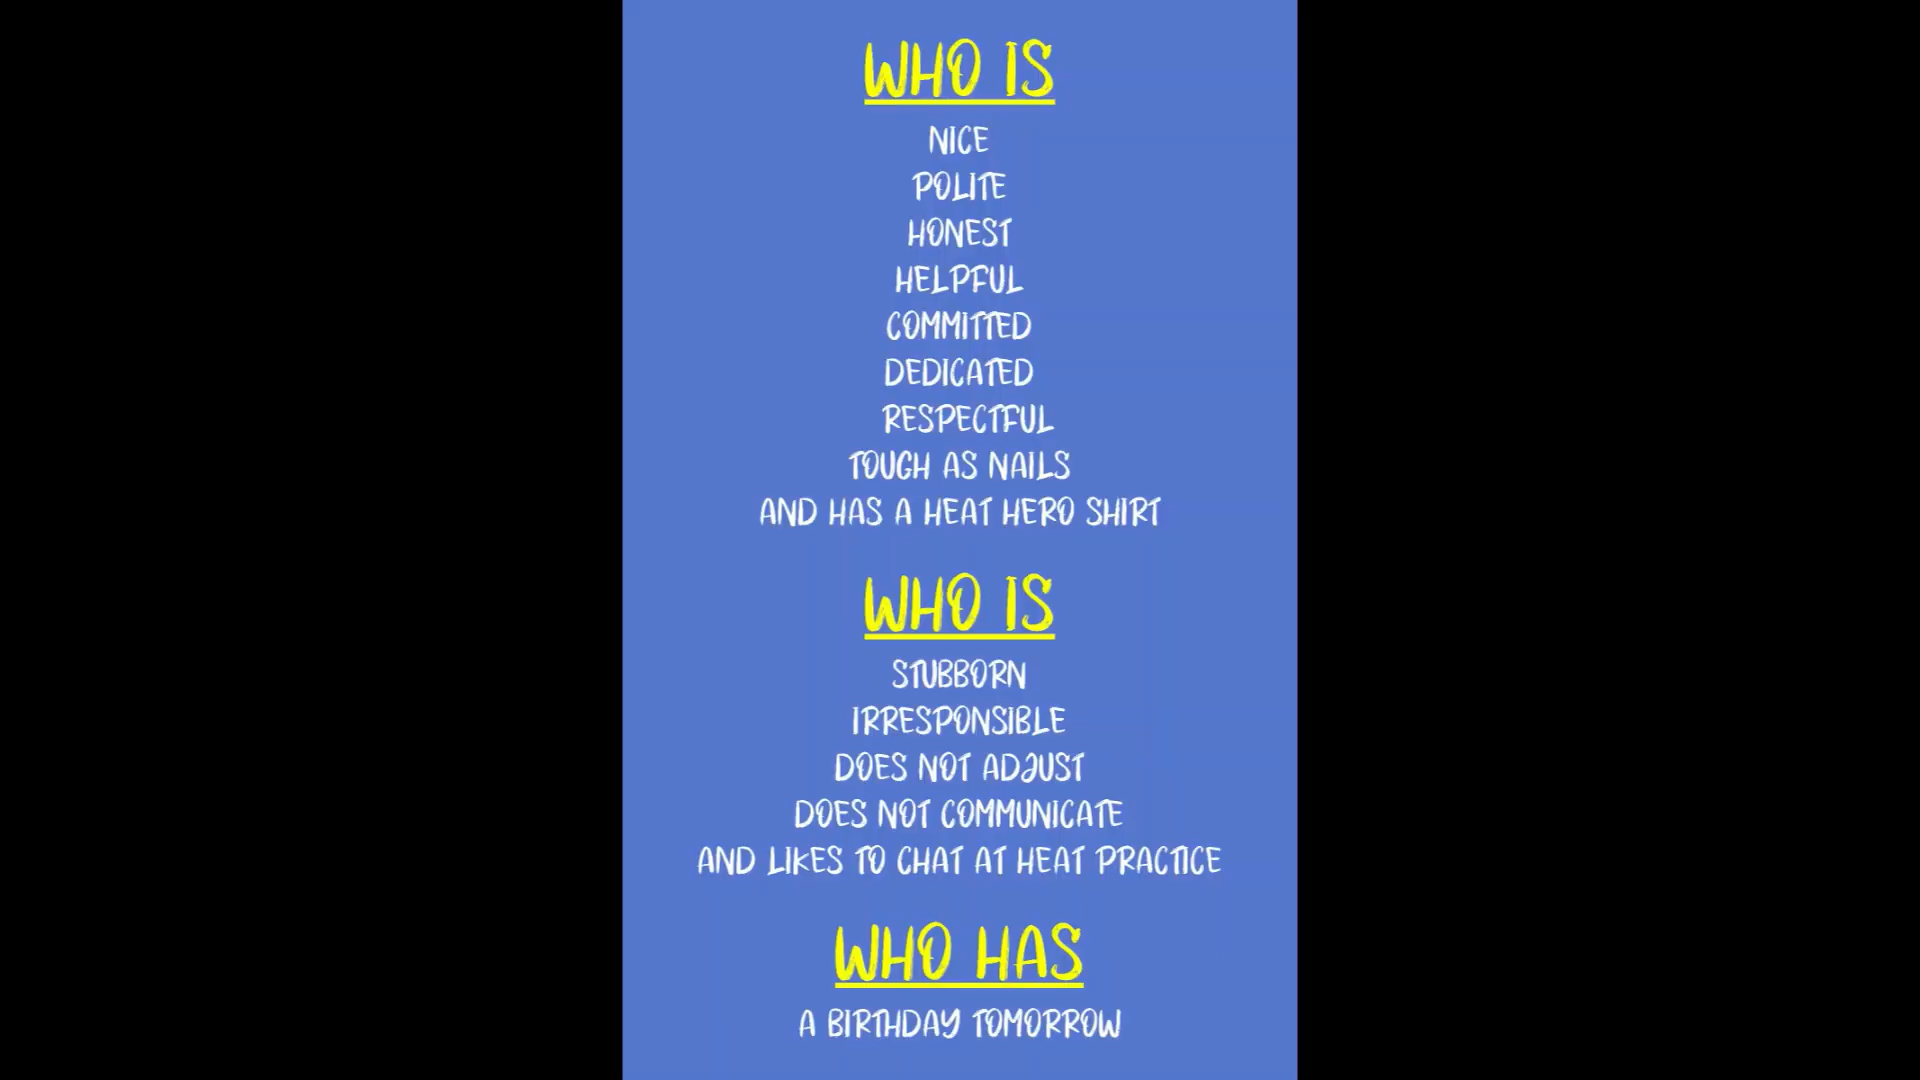 WHO IS
NICE
POLITE
HONEST
HELPFUL
COMMITTED
DEDICATED
RESPECTFUL
TOUGH AS NAILS
AND HAS A HEAT HERO SHIRT
WHO IS
STUBBORN
IRRESPONSIBLE
DOES NOT ADJUST
DOES NOT COMMUNICATE
AND LIKES TO CHAT AT HEAT PRACTICE
WHO HAS
A BIRTHDAY TOMORROW